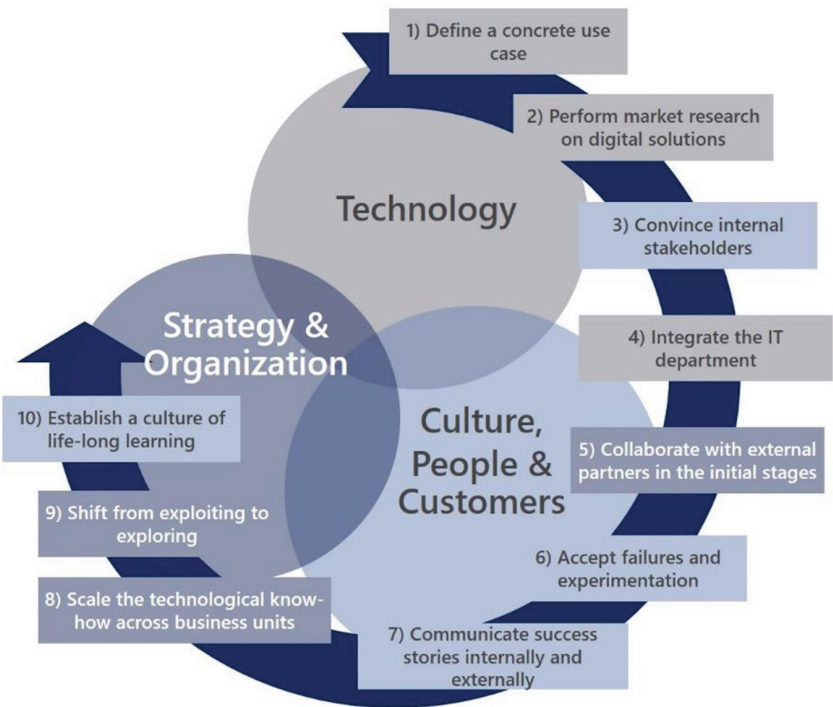 1) Define a concrete use
case
2) Perform market research
on digital solutions
Technology
3) Convince internal
stakeholders
Strategy &
Organization
4) Integrate the IT
department
10) Establish a culture of
life-long learning
Culture,
People &
Customers
5) Collaborate with external
partners in the initial stages
9) Shift from exploiting to
exploring
6) Accept failures and
experimentation
8) Scale the technological know-
how across business units
7) Communicate success
stories internally and
externally